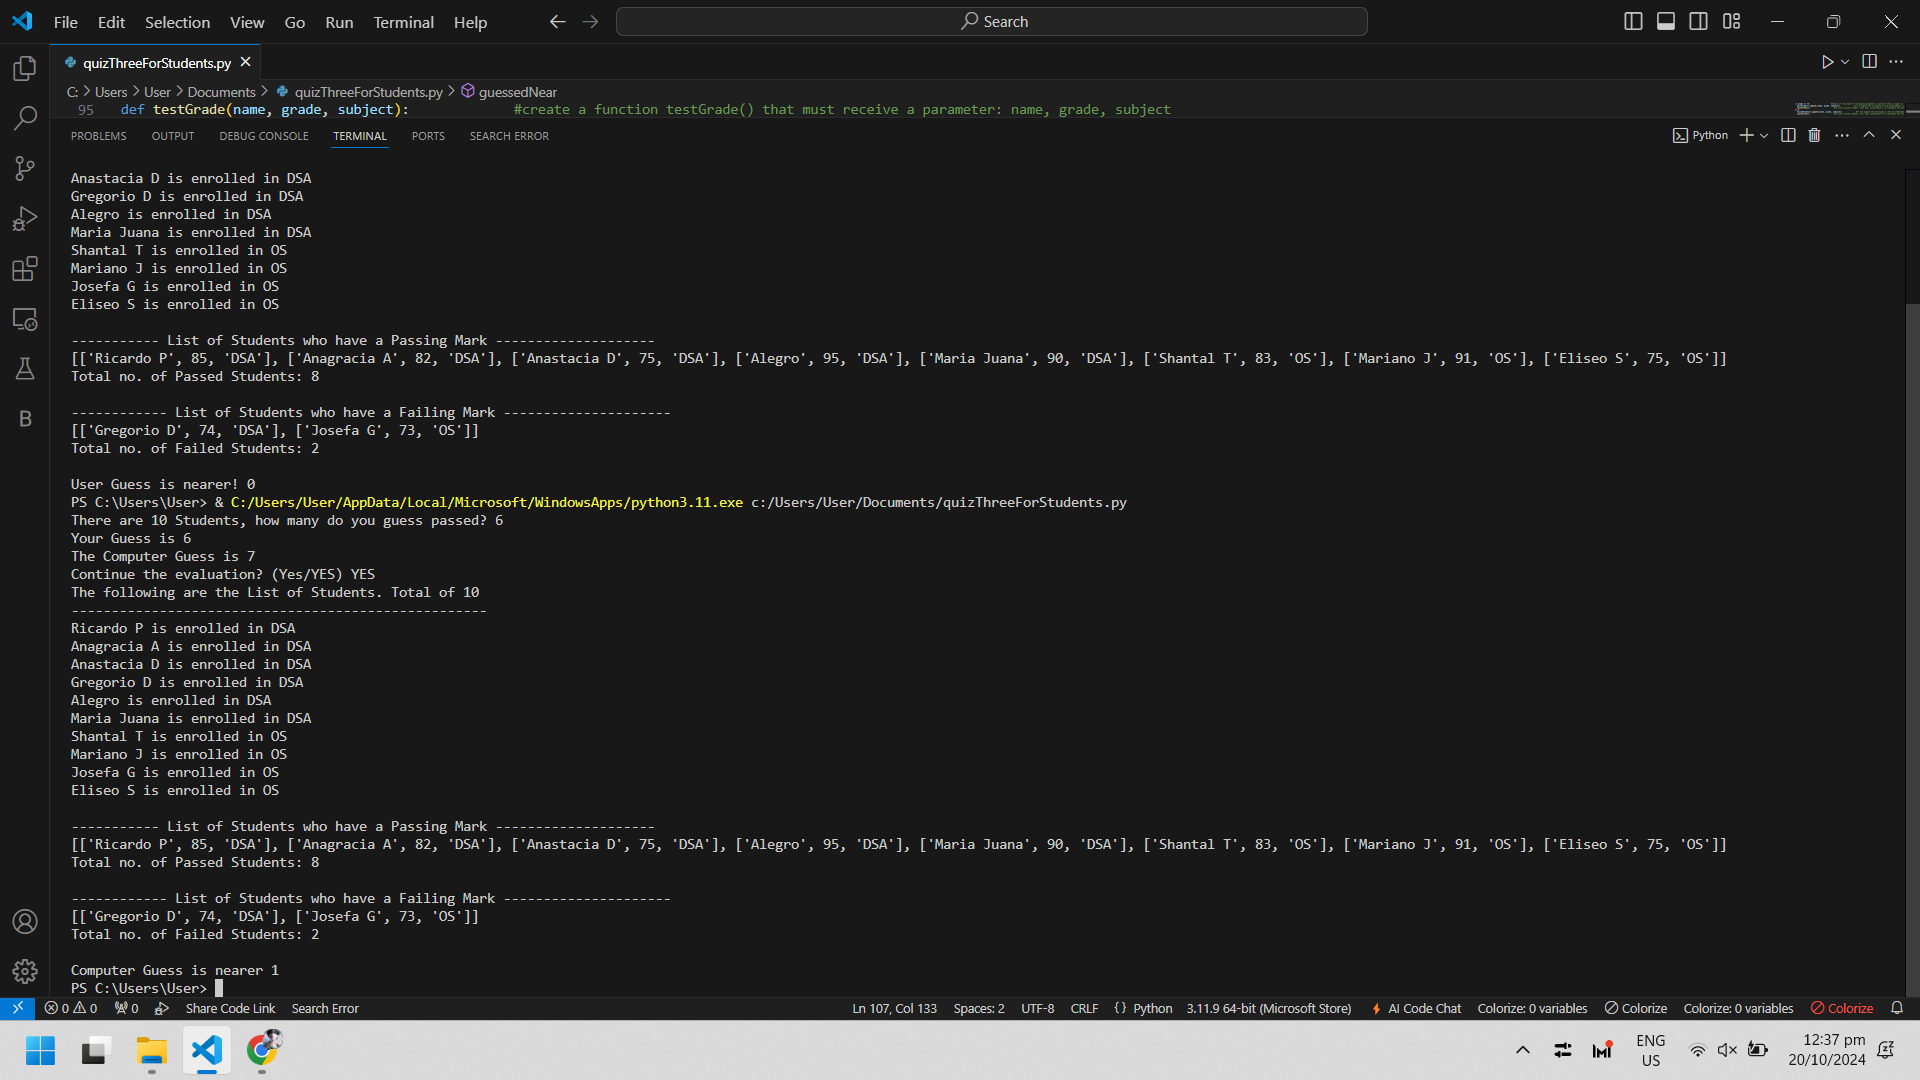 File Edit Selection View Go Run Terminal Help
Search
quizThreeForStudents.py
C: > Users > User > Documents > quizThreeForStudents.py > guessedNear
95 def testGrade(name, grade, subject): #create a function testGrade() that must receive a parameter: name, grade, subject
PROBLEMS OUTPUT DEBUG CONSOLE TERMINAL PORTS SEARCH ERROR
Python
Anastacia D is enrolled in DSA
Gregorio D is enrolled in DSA
Alegro is enrolled in DSA
Maria Juana is enrolled in DSA
Shantal T is enrolled in OS
Mariano J is enrolled in OS
Josefa G is enrolled in OS
Eliseo S is enrolled in OS
----------- List of Students who have a Passing Mark --------------------
[['Ricardo P', 85, 'DSA'], ['Anagracia A', 82, 'DSA'], ['Anastacia D', 75, 'DSA'], ['Alegro', 95, 'DSA'], ['Maria Juana', 90, 'DSA'], ['Shantal T', 83, 'OS'], ['Mariano J', 91, 'OS'], ['Eliseo S', 75, 'OS']]
Total no. of Passed Students: 8
------------ List of Students who have a Failing Mark ---------------------
[['Gregorio D', 74, 'DSA'], ['Josefa G', 73, 'OS']]
Total no. of Failed Students: 2
User Guess is nearer! 0
PS C:\Users\User> & C:/Users/User/AppData/Local/Microsoft/WindowsApps/python3.11.exe c:/Users/User/Documents/quizThreeForStudents.py
There are 10 Students, how many do you guess passed? 6
Your Guess is 6
The Computer Guess is 7
Continue the evaluation? (Yes/YES) YES
The following are the List of Students. Total of 10
----------------------------------------------------
Ricardo P is enrolled in DSA
Anagracia A is enrolled in DSA
Anastacia D is enrolled in DSA
Gregorio D is enrolled in DSA
Alegro is enrolled in DSA
Maria Juana is enrolled in DSA
Shantal T is enrolled in OS
Mariano J is enrolled in OS
Josefa G is enrolled in OS
Eliseo S is enrolled in OS
----------- List of Students who have a Passing Mark --------------------
[['Ricardo P', 85, 'DSA'], ['Anagracia A', 82, 'DSA'], ['Anastacia D', 75, 'DSA'], ['Alegro', 95, 'DSA'], ['Maria Juana', 90, 'DSA'], ['Shantal T', 83, 'OS'], ['Mariano J', 91, 'OS'], ['Eliseo S', 75, 'OS']]
Total no. of Passed Students: 8
------------ List of Students who have a Failing Mark ---------------------
[['Gregorio D', 74, 'DSA'], ['Josefa G', 73, 'OS']]
Total no. of Failed Students: 2
Computer Guess is nearer 1
PS C:\Users\User>
0 0 0 Share Code Link Search Error Ln 107, Col 133 Spaces: 2 UTF-8 CRLF {} Python 3.11.9 64-bit (Microsoft Store) AI Code Chat Colorize: 0 variables Colorize Colorize: 0 variables Colorize
ENG
US
12:37 pm
20/10/2024